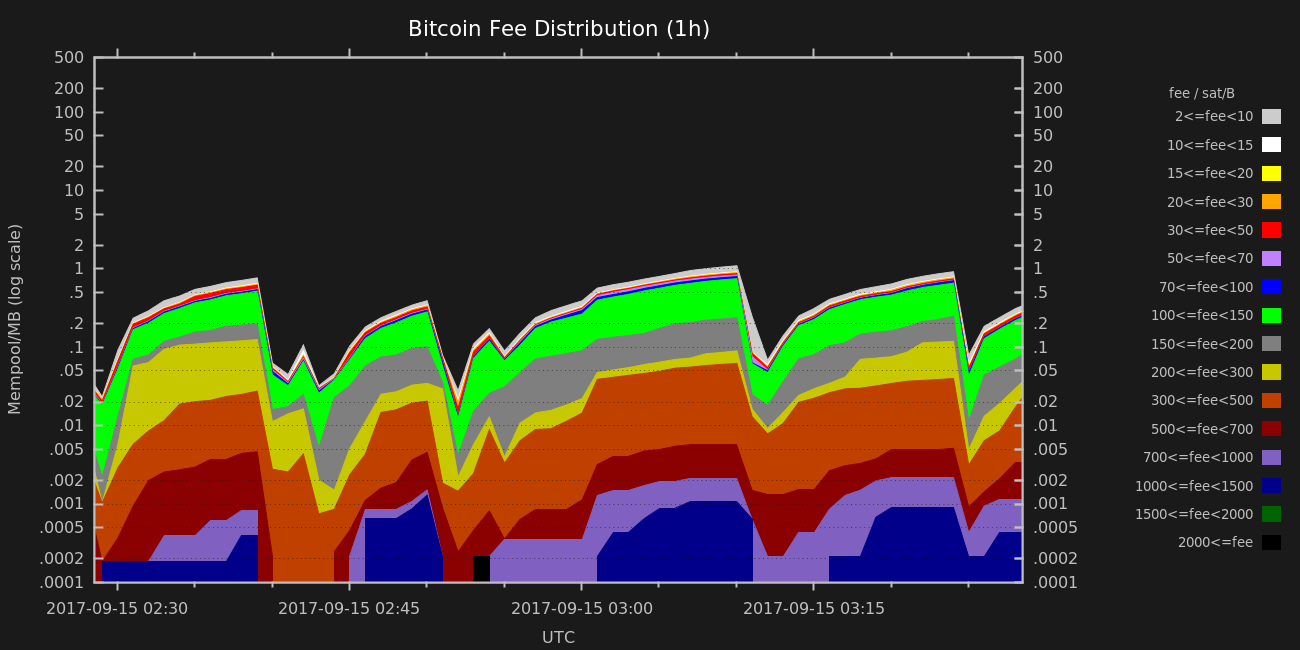 Bitcoin Fee Distribution (1h)
500
200
100
50
20
10
5
2
1
.5
.2
.1
.05
.02
.01
.005
.002
.001
.0005
.0002
.0001
Mempool/MB (log scale)
2017-09-15 02:30
2017-09-15 02:45
2017-09-15 03:00
2017-09-15 03:15
UTC
500
200
100
50
20
10
5
2
1
.5
.2
.1
.05
.02
.01
.005
.002
.001
.0005
.0002
.0001
fee / sat/B
2<=fee<10
10<=fee<15
15<=fee<20
20<=fee<30
30<=fee<50
50<=fee<70
70<=fee<100
100<=fee<150
150<=fee<200
200<=fee<300
300<=fee<500
500<=fee<700
700<=fee<1000
1000<=fee<1500
1500<=fee<2000
2000<=fee